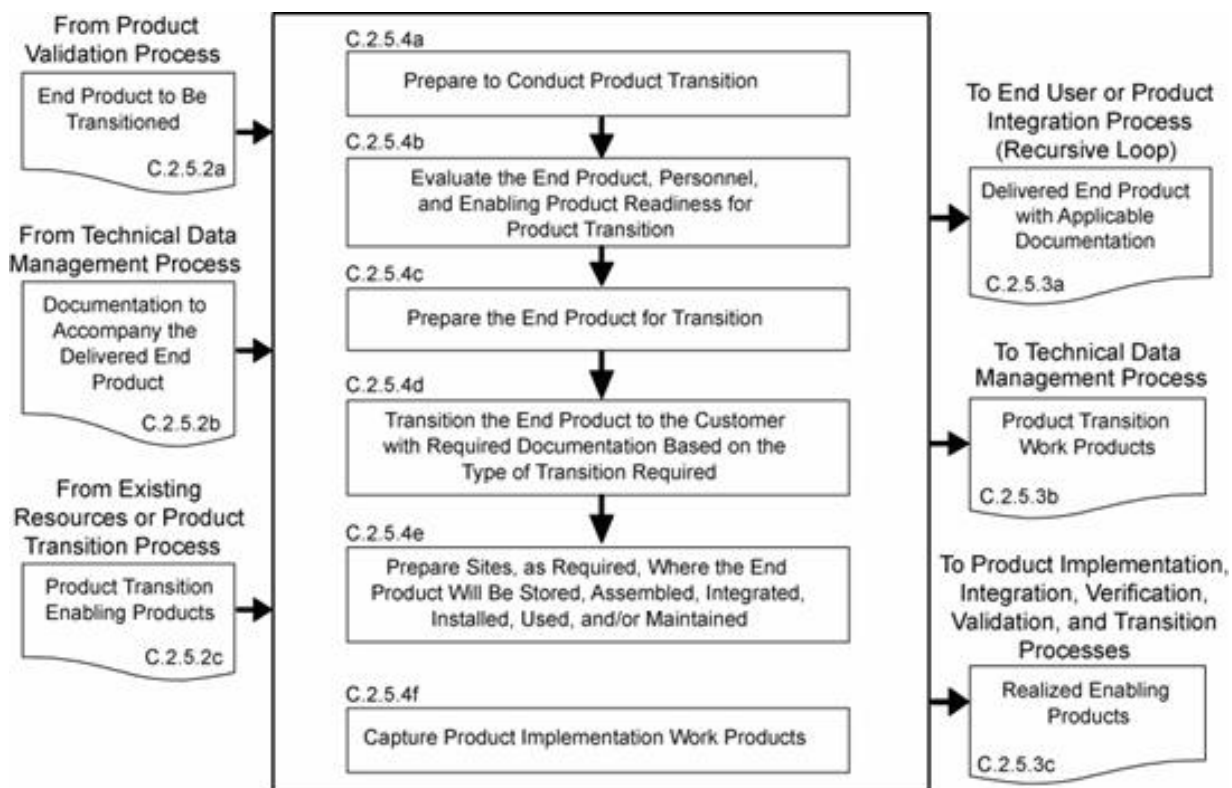 From Product
Validation Process
End Product to Be
Transitioned
C.2.5.2a
From Technical Data
Management Process
Documentation to
Accompany the
Delivered End
Product
C.2.5.2b
From Existing
Resources or Product
Transition Process
Product Transition
Enabling Products
C.2.5.2c
C.2.5.4a
Prepare to Conduct Product Transition
C.2.5.4b
Evaluate the End Product, Personnel,
and Enabling Product Readiness for
Product Transition
C.2.5.4c
Prepare the End Product for Transition
C.2.5.4d
Transition the End Product to the Customer
with Required Documentation Based on the
Type of Transition Required
C.2.5.4e
Prepare Sites, as Required, Where the End
Product Will Be Stored, Assembled, Integrated,
Installed, Used, and/or Maintained
C.2.5.4f
Capture Product Implementation Work Products
To End User or Product
Integration Process
(Recursive Loop)
Delivered End Product
with Applicable
Documentation
C.2.5.3a
To Technical Data
Management Process
Product Transition
Work Products
C.2.5.3b
To Product Implementation,
Integration, Verification,
Validation, and Transition
Processes
Realized Enabling
Products
C.2.5.3c